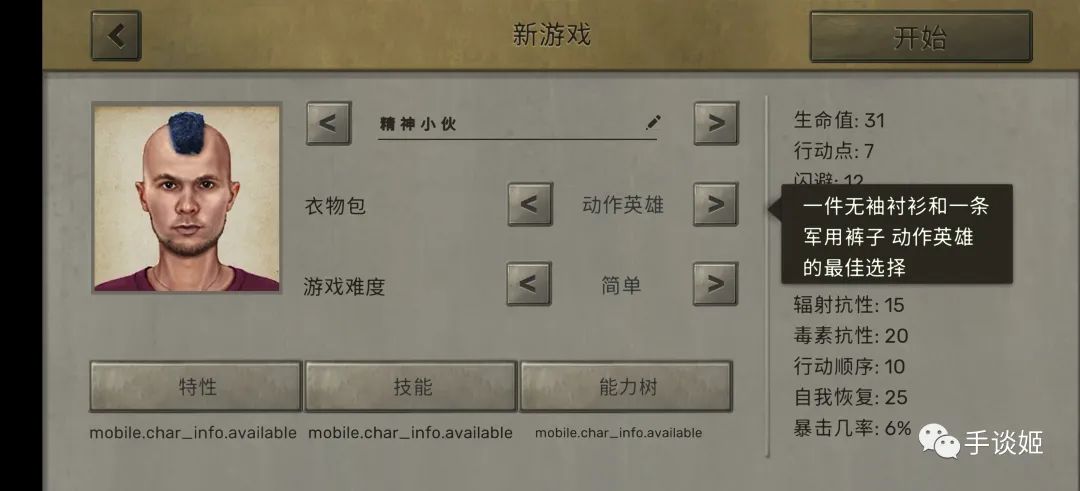 新游戏
开始
精神小伙
衣物包
动作英雄
游戏难度
简单
特性
技能
能力树
mobile.char_info.available
mobile.char_info.available
mobile.char_info.available
生命值: 31
行动点: 7
闪避: 12
一件无袖衬衫和一条
军用裤子 动作英雄
的最佳选择
辐射抗性: 15
毒素抗性: 20
行动顺序: 10
自我恢复: 25
暴击几率: 6%
手谈姬